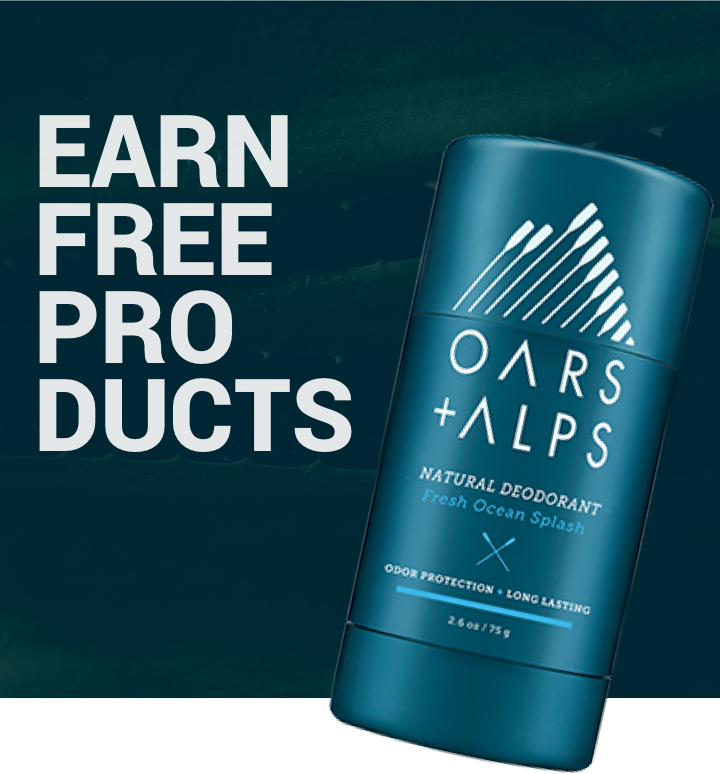 EARN
FREE
PRO
DUCTS
OARS
+ALPS
NATURAL DEODORANT
Fresh Ocean Splash
ODOR PROTECTION + LONG LASTING
2.6 oz / 75 g